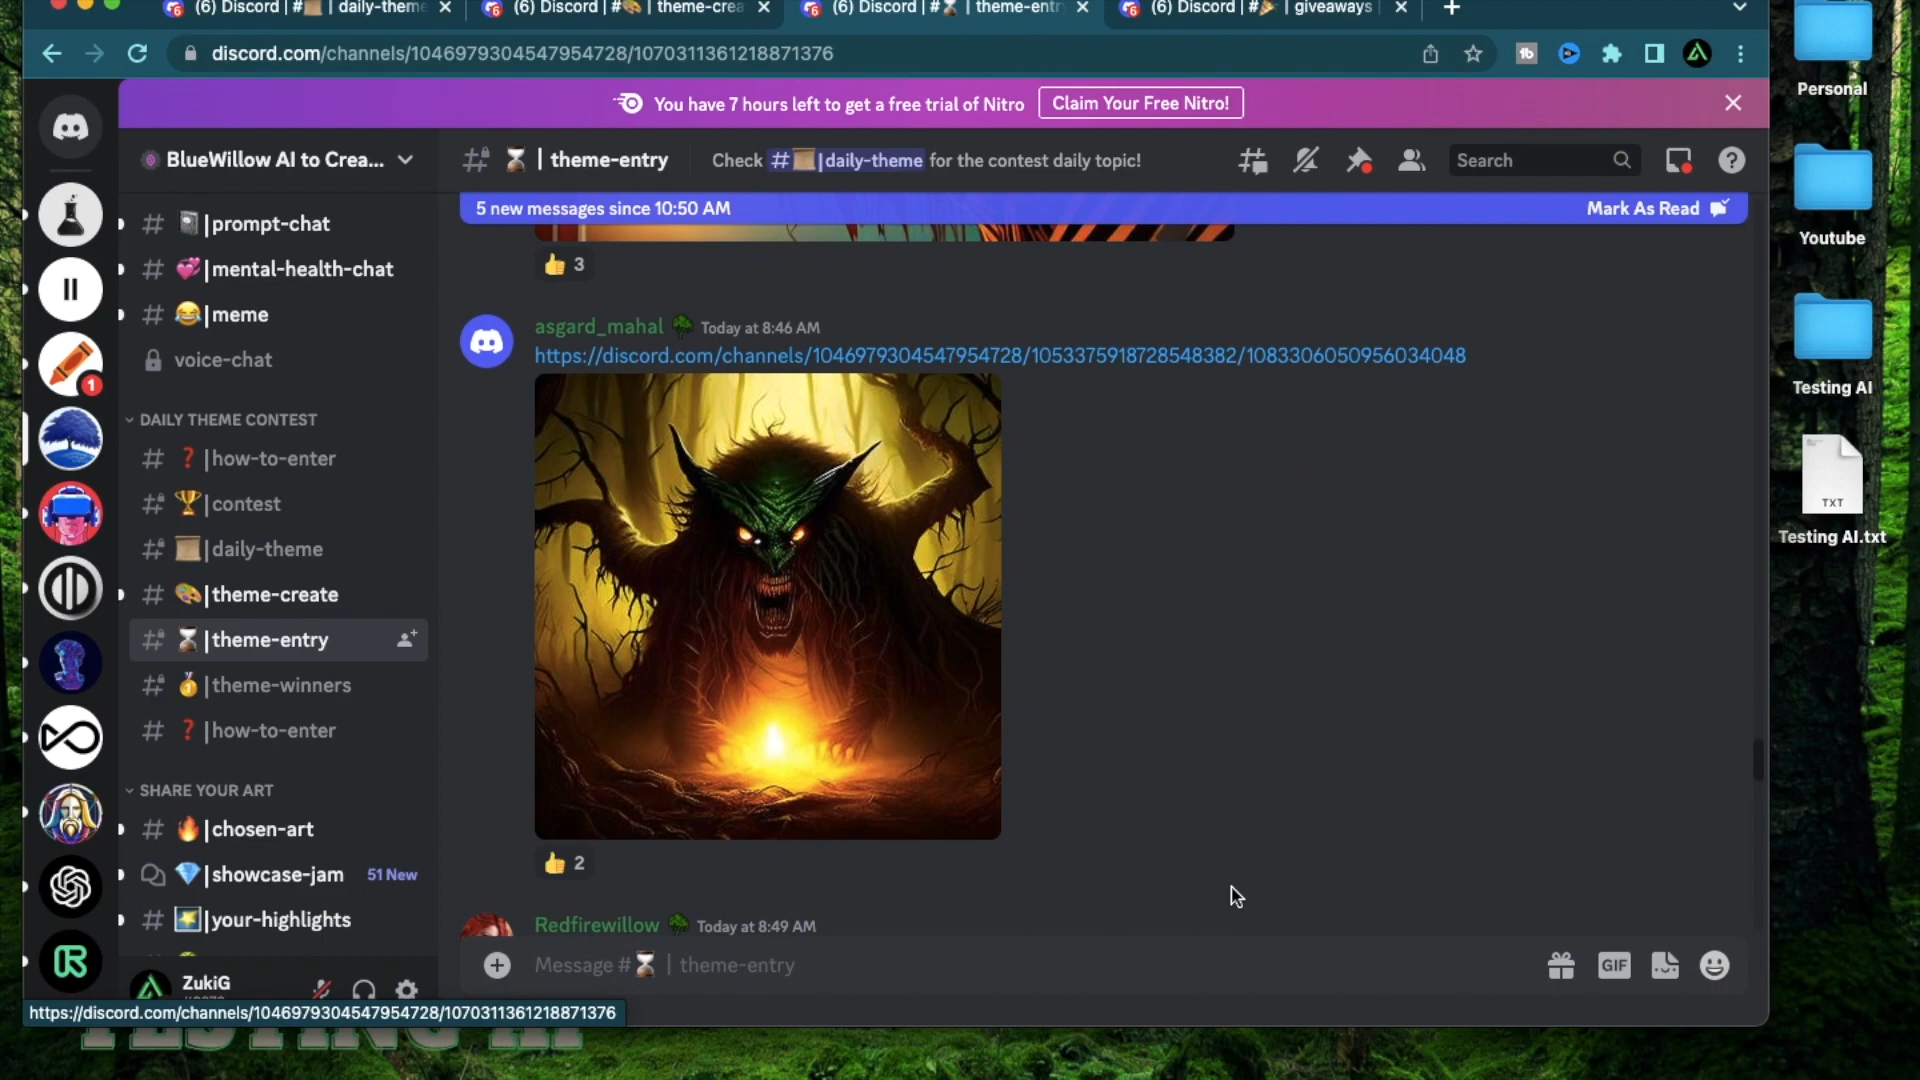 (6) Discord | # | daily-theme
(6) Discord | # | theme-crea
(6) Discord | # | theme-entr
(6) Discord | # | giveaways
discord.com/channels/1046979304547954728/1070311361218871376
You have 7 hours left to get a free trial of Nitro
Claim Your Free Nitro!
BlueWillow AI to Crea...
| theme-entry
Check # |daily-theme for the contest daily topic!
Search
5 new messages since 10:50 AM
Mark As Read
|prompt-chat
|mental-health-chat
|meme
voice-chat
DAILY THEME CONTEST
|how-to-enter
|contest
|daily-theme
|theme-create
|theme-entry
|theme-winners
|how-to-enter
SHARE YOUR ART
|chosen-art
|showcase-jam 51 New
|your-highlights
ZukiG
3
asgard_mahal Today at 8:46 AM
https://discord.com/channels/1046979304547954728/1053375918728548382/1083306050956034048
2
Redfirewillow Today at 8:49 AM
Message # | theme-entry
GIF
https://discord.com/channels/1046979304547954728/1070311361218871376
Personal
Youtube
Testing AI
TXT
Testing AI.txt
1
TESTING AI